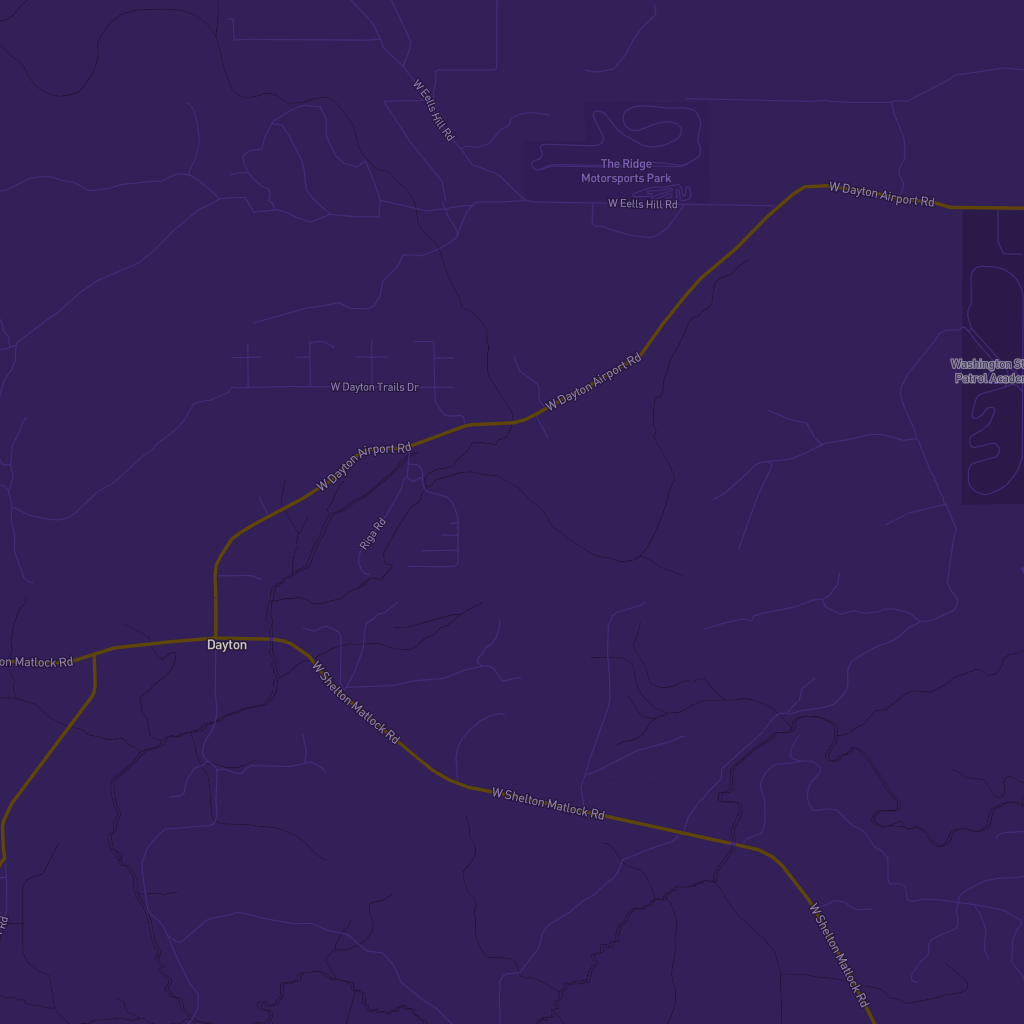 W Eells Hill Rd
The Ridge
Motorsports Park
W Dayton Airport Rd
W Eells Hill Rd
Washington St
Patrol Academ
W Dayton Airport Rd
W Dayton Trails Dr
W Dayton Airport Rd
Riga Rd
Dayton
on Matlock Rd
W Shelton Matlock Rd
W Shelton Matlock Rd
W Shelton Matlock Rd
Rd